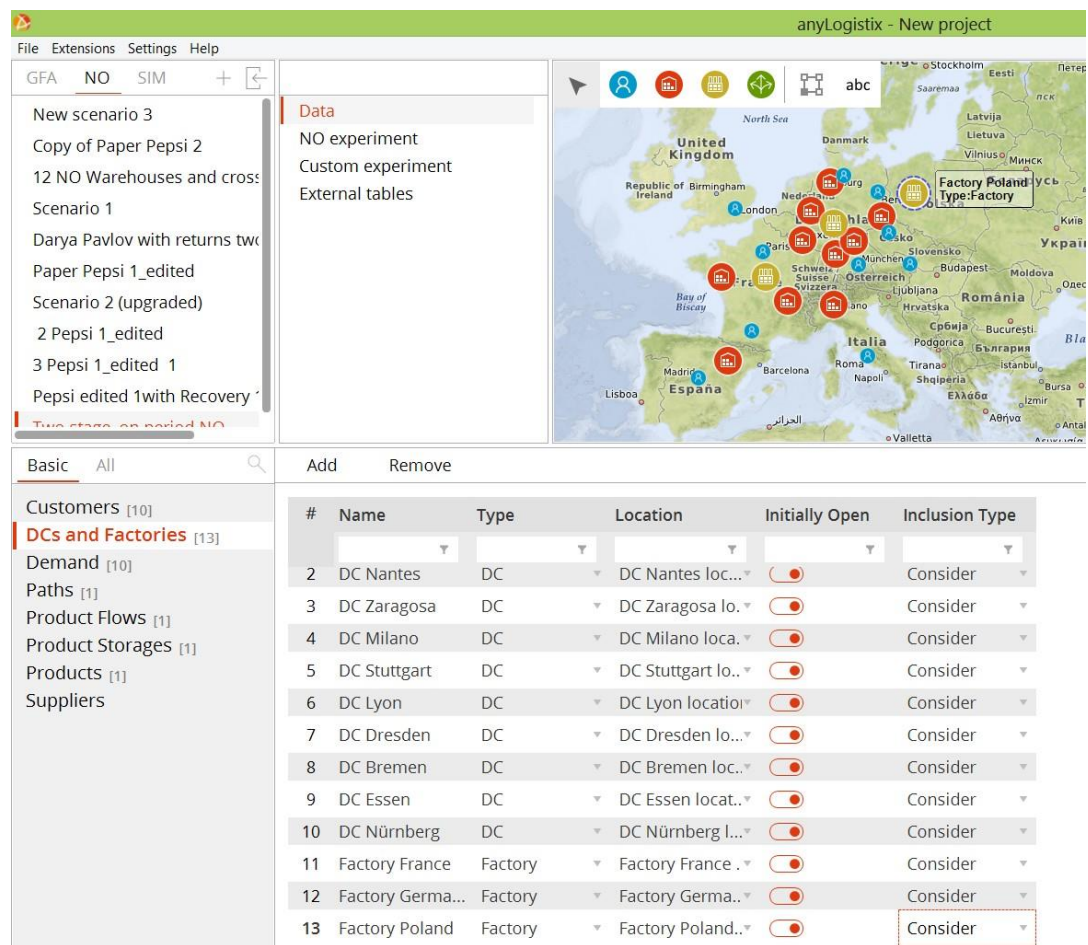 anyLogistix - New project
File Extensions Settings Help
GFA NO SIM
New scenario 3
Copy of Paper Pepsi 2
12 NO Warehouses and cross
Scenario 1
Darya Pavlov with returns two
Paper Pepsi 1_edited
Scenario 2 (upgraded)
2 Pepsi 1_edited
3 Pepsi 1_edited 1
Pepsi edited 1with Recovery
Data
NO experiment
Custom experiment
External tables
abc
Stockholm
Eesti
Saaremaa
North Sea
Latvija
Lietuva
United Kingdom
Danmark
Vilnius
Минск
Republic of Ireland
Birmingham
Factory Poland
Type:Factory
London
Київ
Slovensko
München
Österreich
Budapest
Moldova
Schweiz/
Suisse/
Svizzera
Ljubljana
Hrvatska
România
Bay of Biscay
Србија
București
Italia
Podgorica
България
Roma
Tirana
Istanbul
Barcelona
Napoli
Shqipëria
Bursa
Lisboa
España
Ελλάδα
Izmir
الجزائر
Αθήνα
Antal
Valletta
Basic All
Add Remove
Customers [10]
DCs and Factories [13]
Demand [10]
Paths [1]
Product Flows [1]
Product Storages [1]
Products [1]
Suppliers
# Name Type Location Initially Open Inclusion Type
2 DC Nantes DC DC Nantes loc... Consider
3 DC Zaragosa DC DC Zaragosa lo. Consider
4 DC Milano DC DC Milano loca. Consider
5 DC Stuttgart DC DC Stuttgart lo.. Consider
6 DC Lyon DC DC Lyon location Consider
7 DC Dresden DC DC Dresden lo... Consider
8 DC Bremen DC DC Bremen loc.. Consider
9 DC Essen DC DC Essen locat.. Consider
10 DC Nürnberg DC DC Nürnberg l... Consider
11 Factory France Factory Factory France . Consider
12 Factory Germa... Factory Factory Germa.. Consider
13 Factory Poland Factory Factory Poland.. Consider